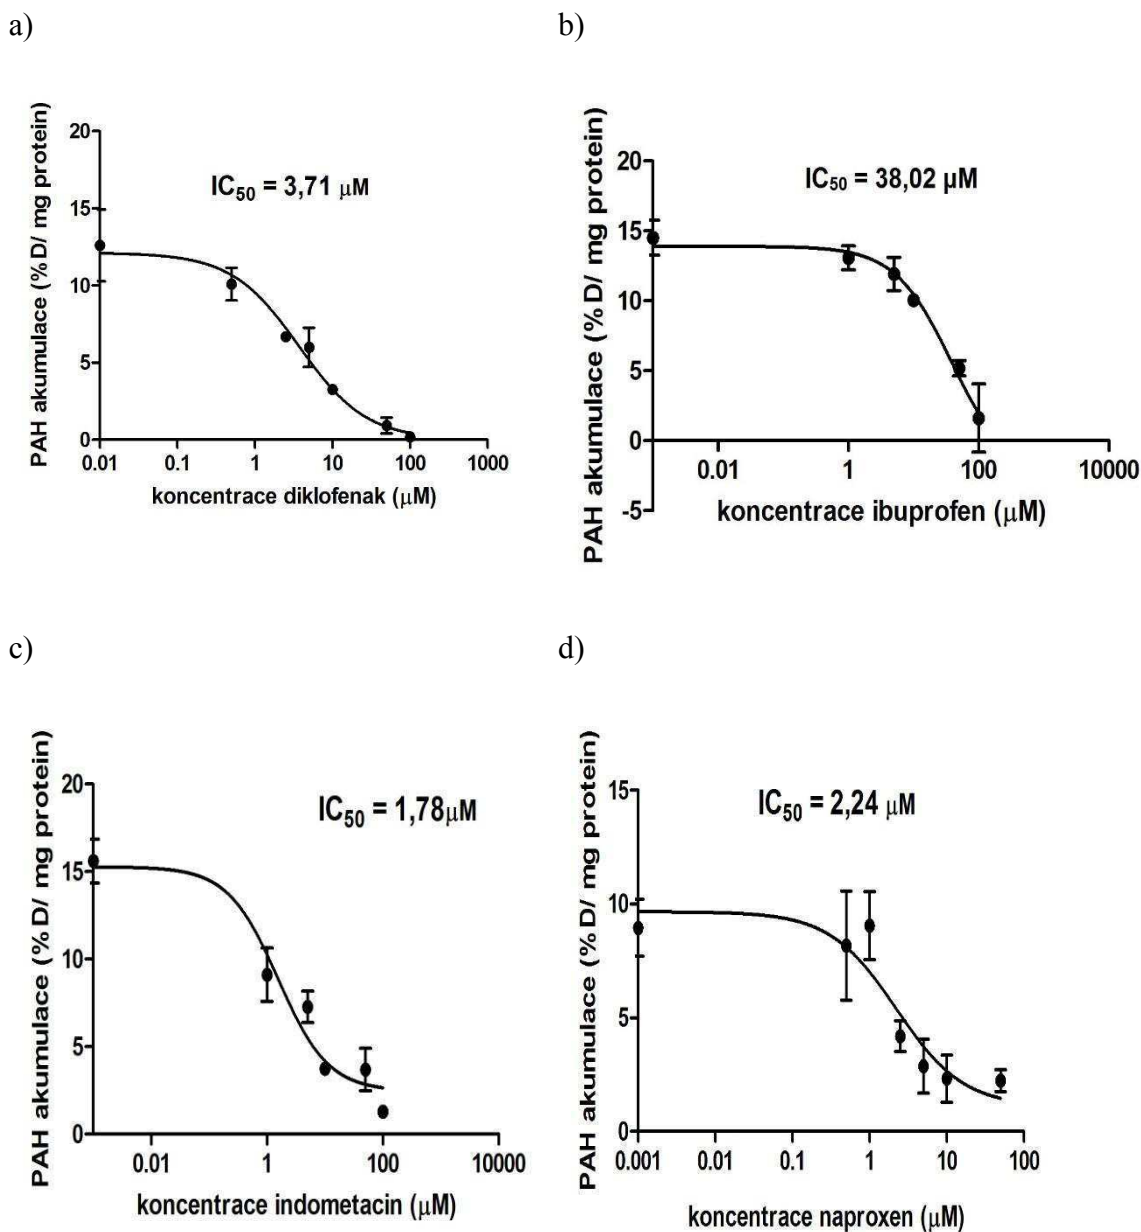 a)
PAH akumulace (%D/ mg protein)
20
15
10
5
0
IC50 = 3,71 μM
0.01 0.1 1 10 100 1000
koncentrace diklofenak (μM)
b)
PAH akumulace (%D/ mg protein)
20
15
10
5
0
-5
IC50 = 38,02 μM
0.01 1 100 10000
koncentrace ibuprofen (μM)
c)
PAH akumulace (%D/ mg protein)
20
15
10
5
0
IC50 = 1,78μM
0.01 1 100 10000
koncentrace indometacin (μM)
d)
PAH akumulace (%D/ mg protein)
15
10
5
0
IC50 = 2,24 μM
0.001 0.01 0.1 1 10 100
koncentrace naproxen (μM)